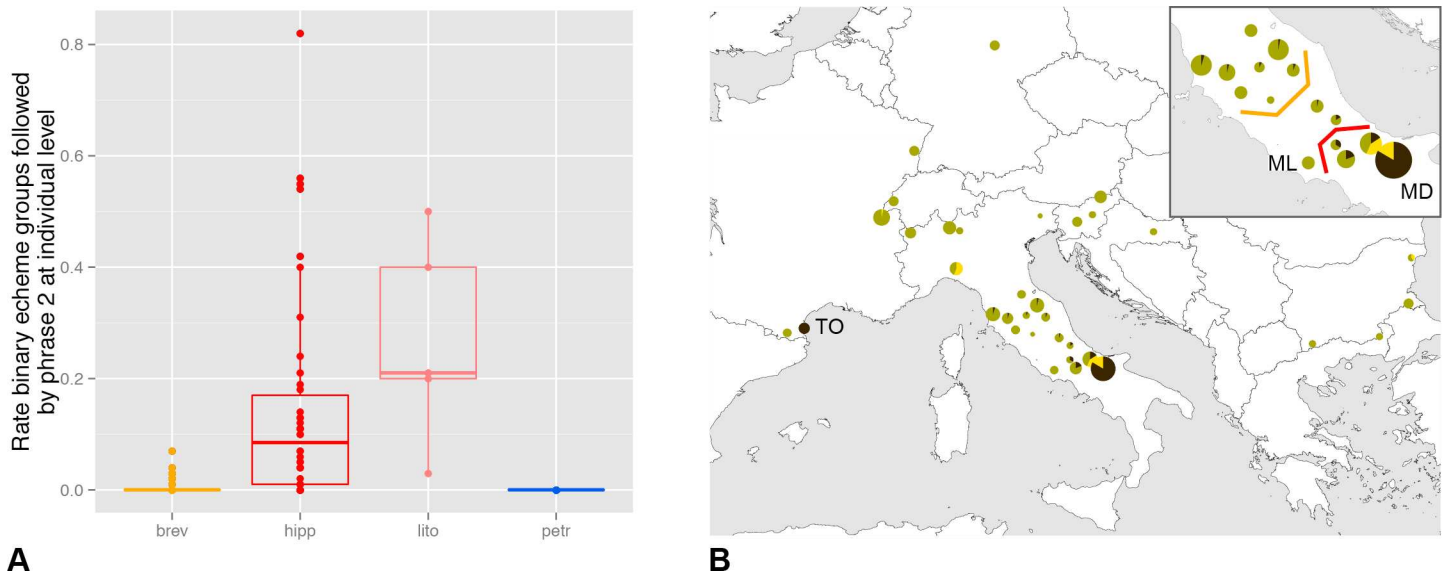 Rate binary echeme groups followed
by phrase 2 at individual level
0.8
0.6
0.4
0.2
0.0
brev hipp lito petr
A
TO
ML
MD
B